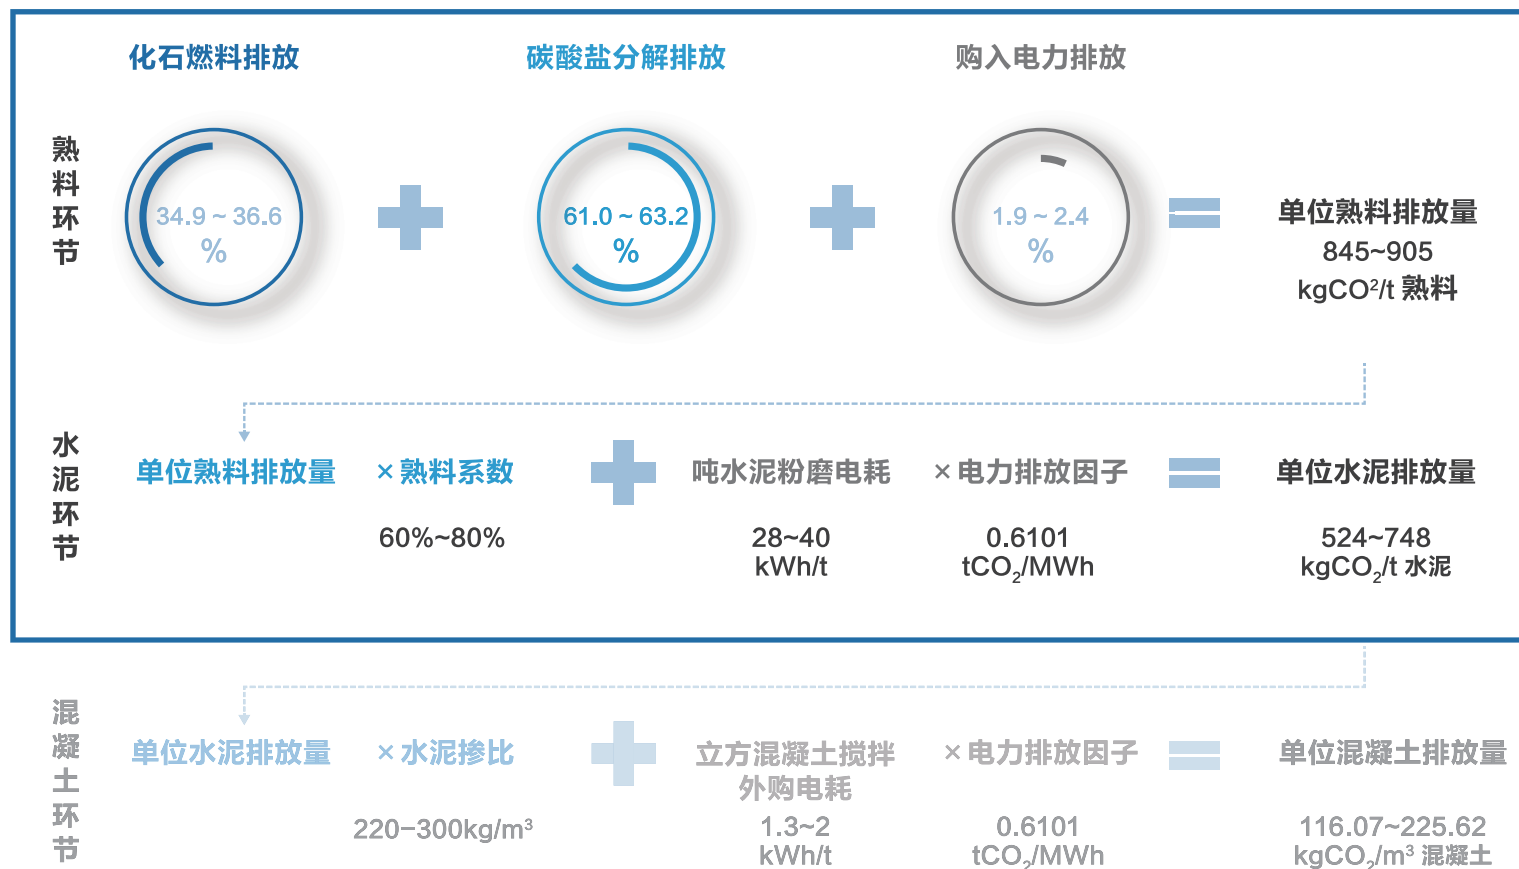 化石燃料排放
碳酸盐分解排放
购入电力排放
熟料环节
34.9 ~ 36.6
%
61.0 ~ 63.2
%
1.9 ~ 2.4
%
单位熟料排放量
845~905
kgCO²/t 熟料
水泥环节
单位熟料排放量
×熟料系数
吨水泥粉磨电耗
×电力排放因子
单位水泥排放量
60%~80%
28~40
kWh/t
0.6101
tCO₂/MWh
524~748
kgCO₂/t 水泥
混凝土环节
单位水泥排放量
×水泥掺比
立方混凝土搅拌
外购电耗
×电力排放因子
单位混凝土排放量
220−300kg/m³
1.3~2
kWh/t
0.6101
tCO₂/MWh
116.07~225.62
kgCO₂/m³ 混凝土